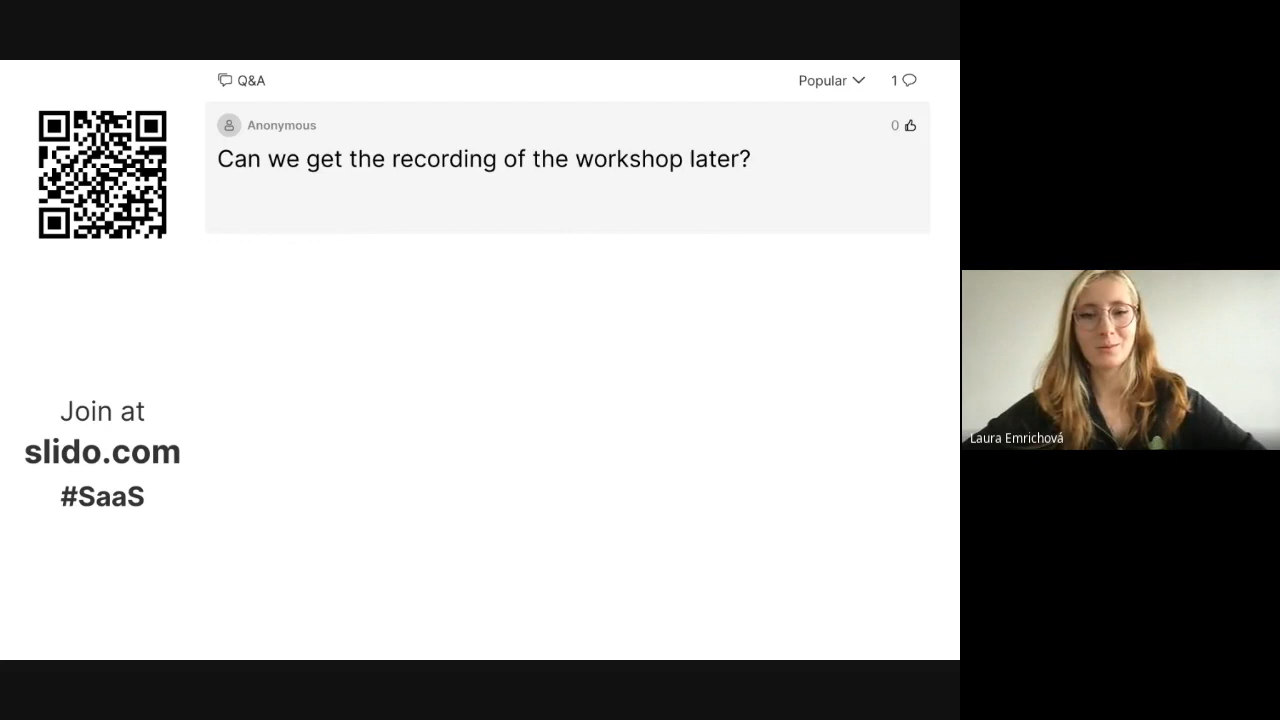 Q&A
Popular
1
Anonymous
0
Can we get the recording of the workshop later?
Join at
slido.com
#SaaS
Laura Emrichová